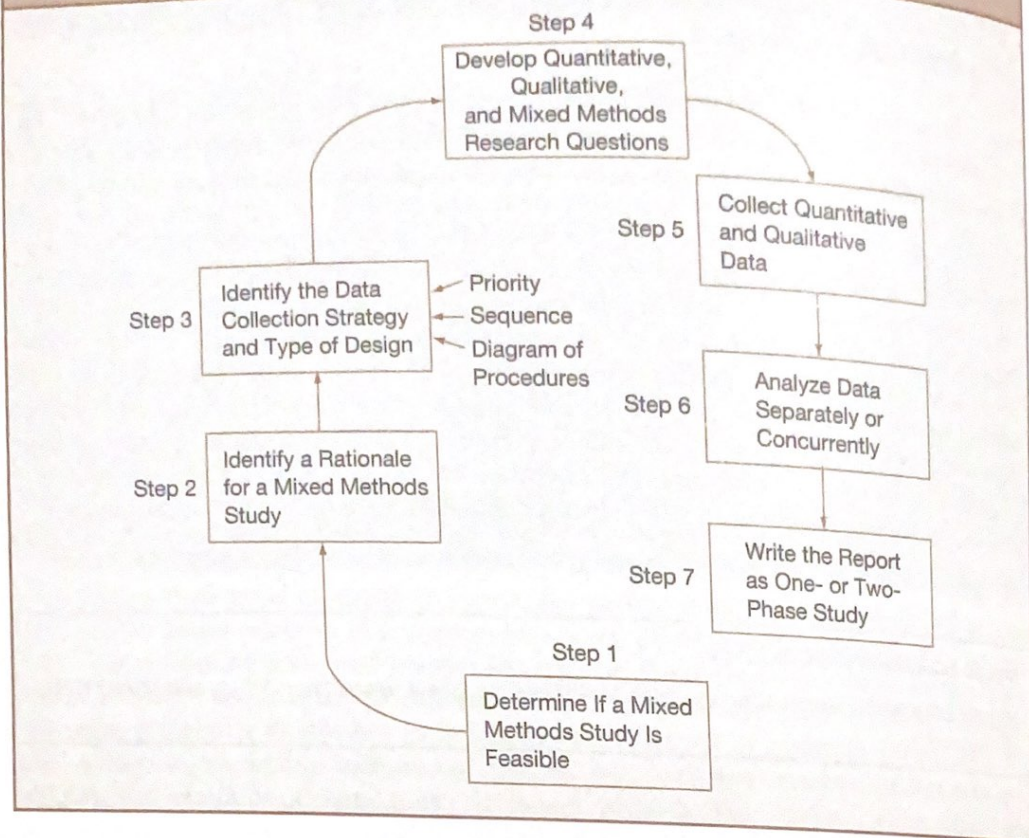 Step 4
Develop Quantitative,
Qualitative,
and Mixed Methods
Research Questions
Step 5
Collect Quantitative
and Qualitative
Data
Step 3
Identify the Data
Collection Strategy
and Type of Design
Priority
Sequence
Diagram of
Procedures
Step 6
Analyze Data
Separately or
Concurrently
Step 2
Identify a Rationale
for a Mixed Methods
Study
Step 7
Write the Report
as One- or Two-
Phase Study
Step 1
Determine If a Mixed
Methods Study Is
Feasible